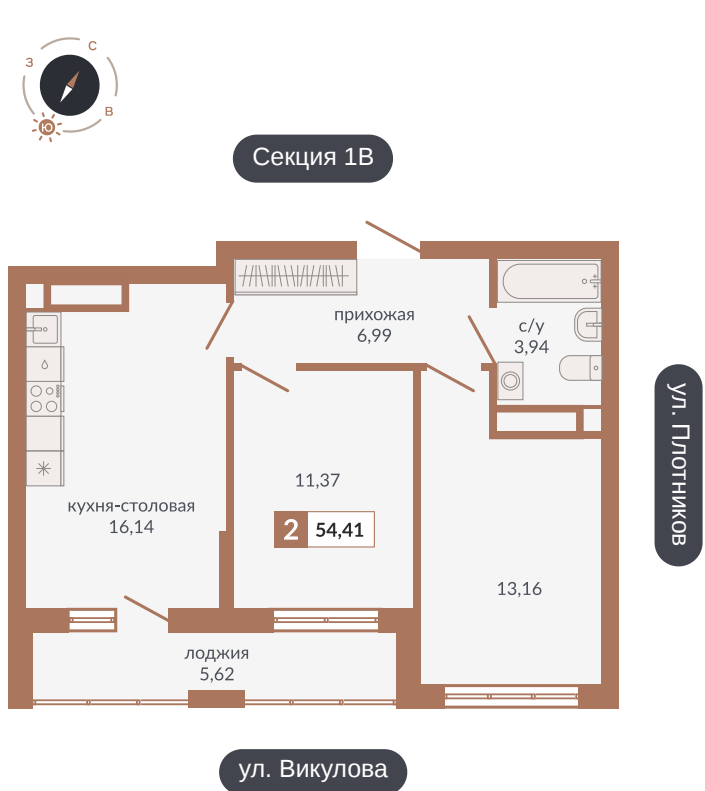 С
З
В
Ю
Секция 1В
прихожая
6,99
с/у
3,94
ул. Плотников
11,37
кухня-столовая
16,14
2 54,41
13,16
лоджия
5,62
ул. Викулова